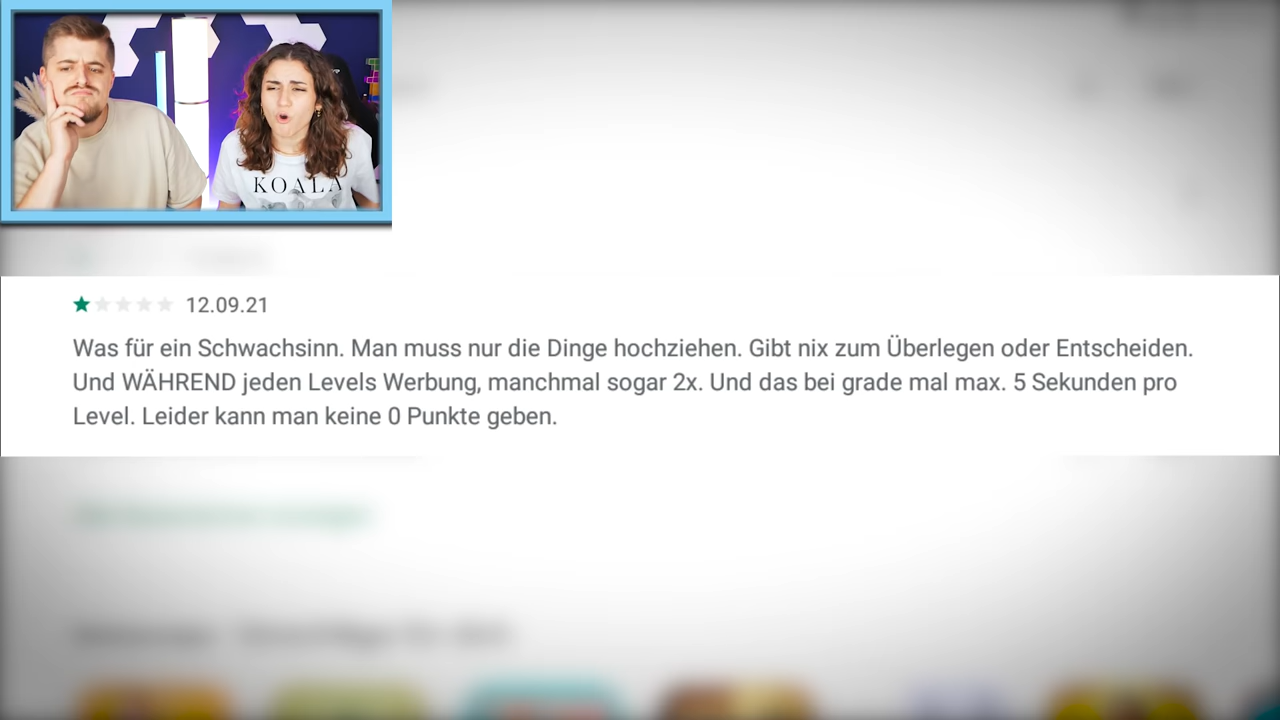 KOALA
12.09.21
Was für ein Schwachsinn. Man muss nur die Dinge hochziehen. Gibt nix zum Überlegen oder Entscheiden.
Und WÄHREND jeden Levels Werbung, manchmal sogar 2x. Und das bei grade mal max. 5 Sekunden pro
Level. Leider kann man keine 0 Punkte geben.